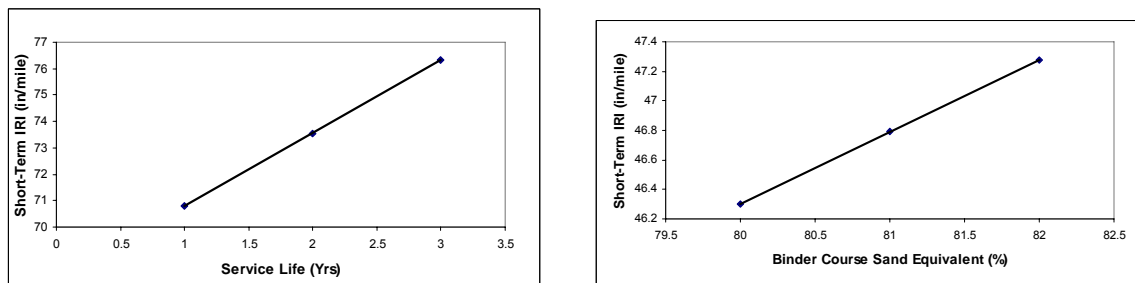 77
76
75
74
73
72
71
70
0 0.5 1 1.5 2 2.5 3 3.5
Service Life (Yrs)
Short-Term IRI (in/mile)
47.4
47.2
47
46.8
46.6
46.4
46.2
79.5 80 80.5 81 81.5 82 82.5
Binder Course Sand Equivalent (%)
Short-Term IRI (in/mile)